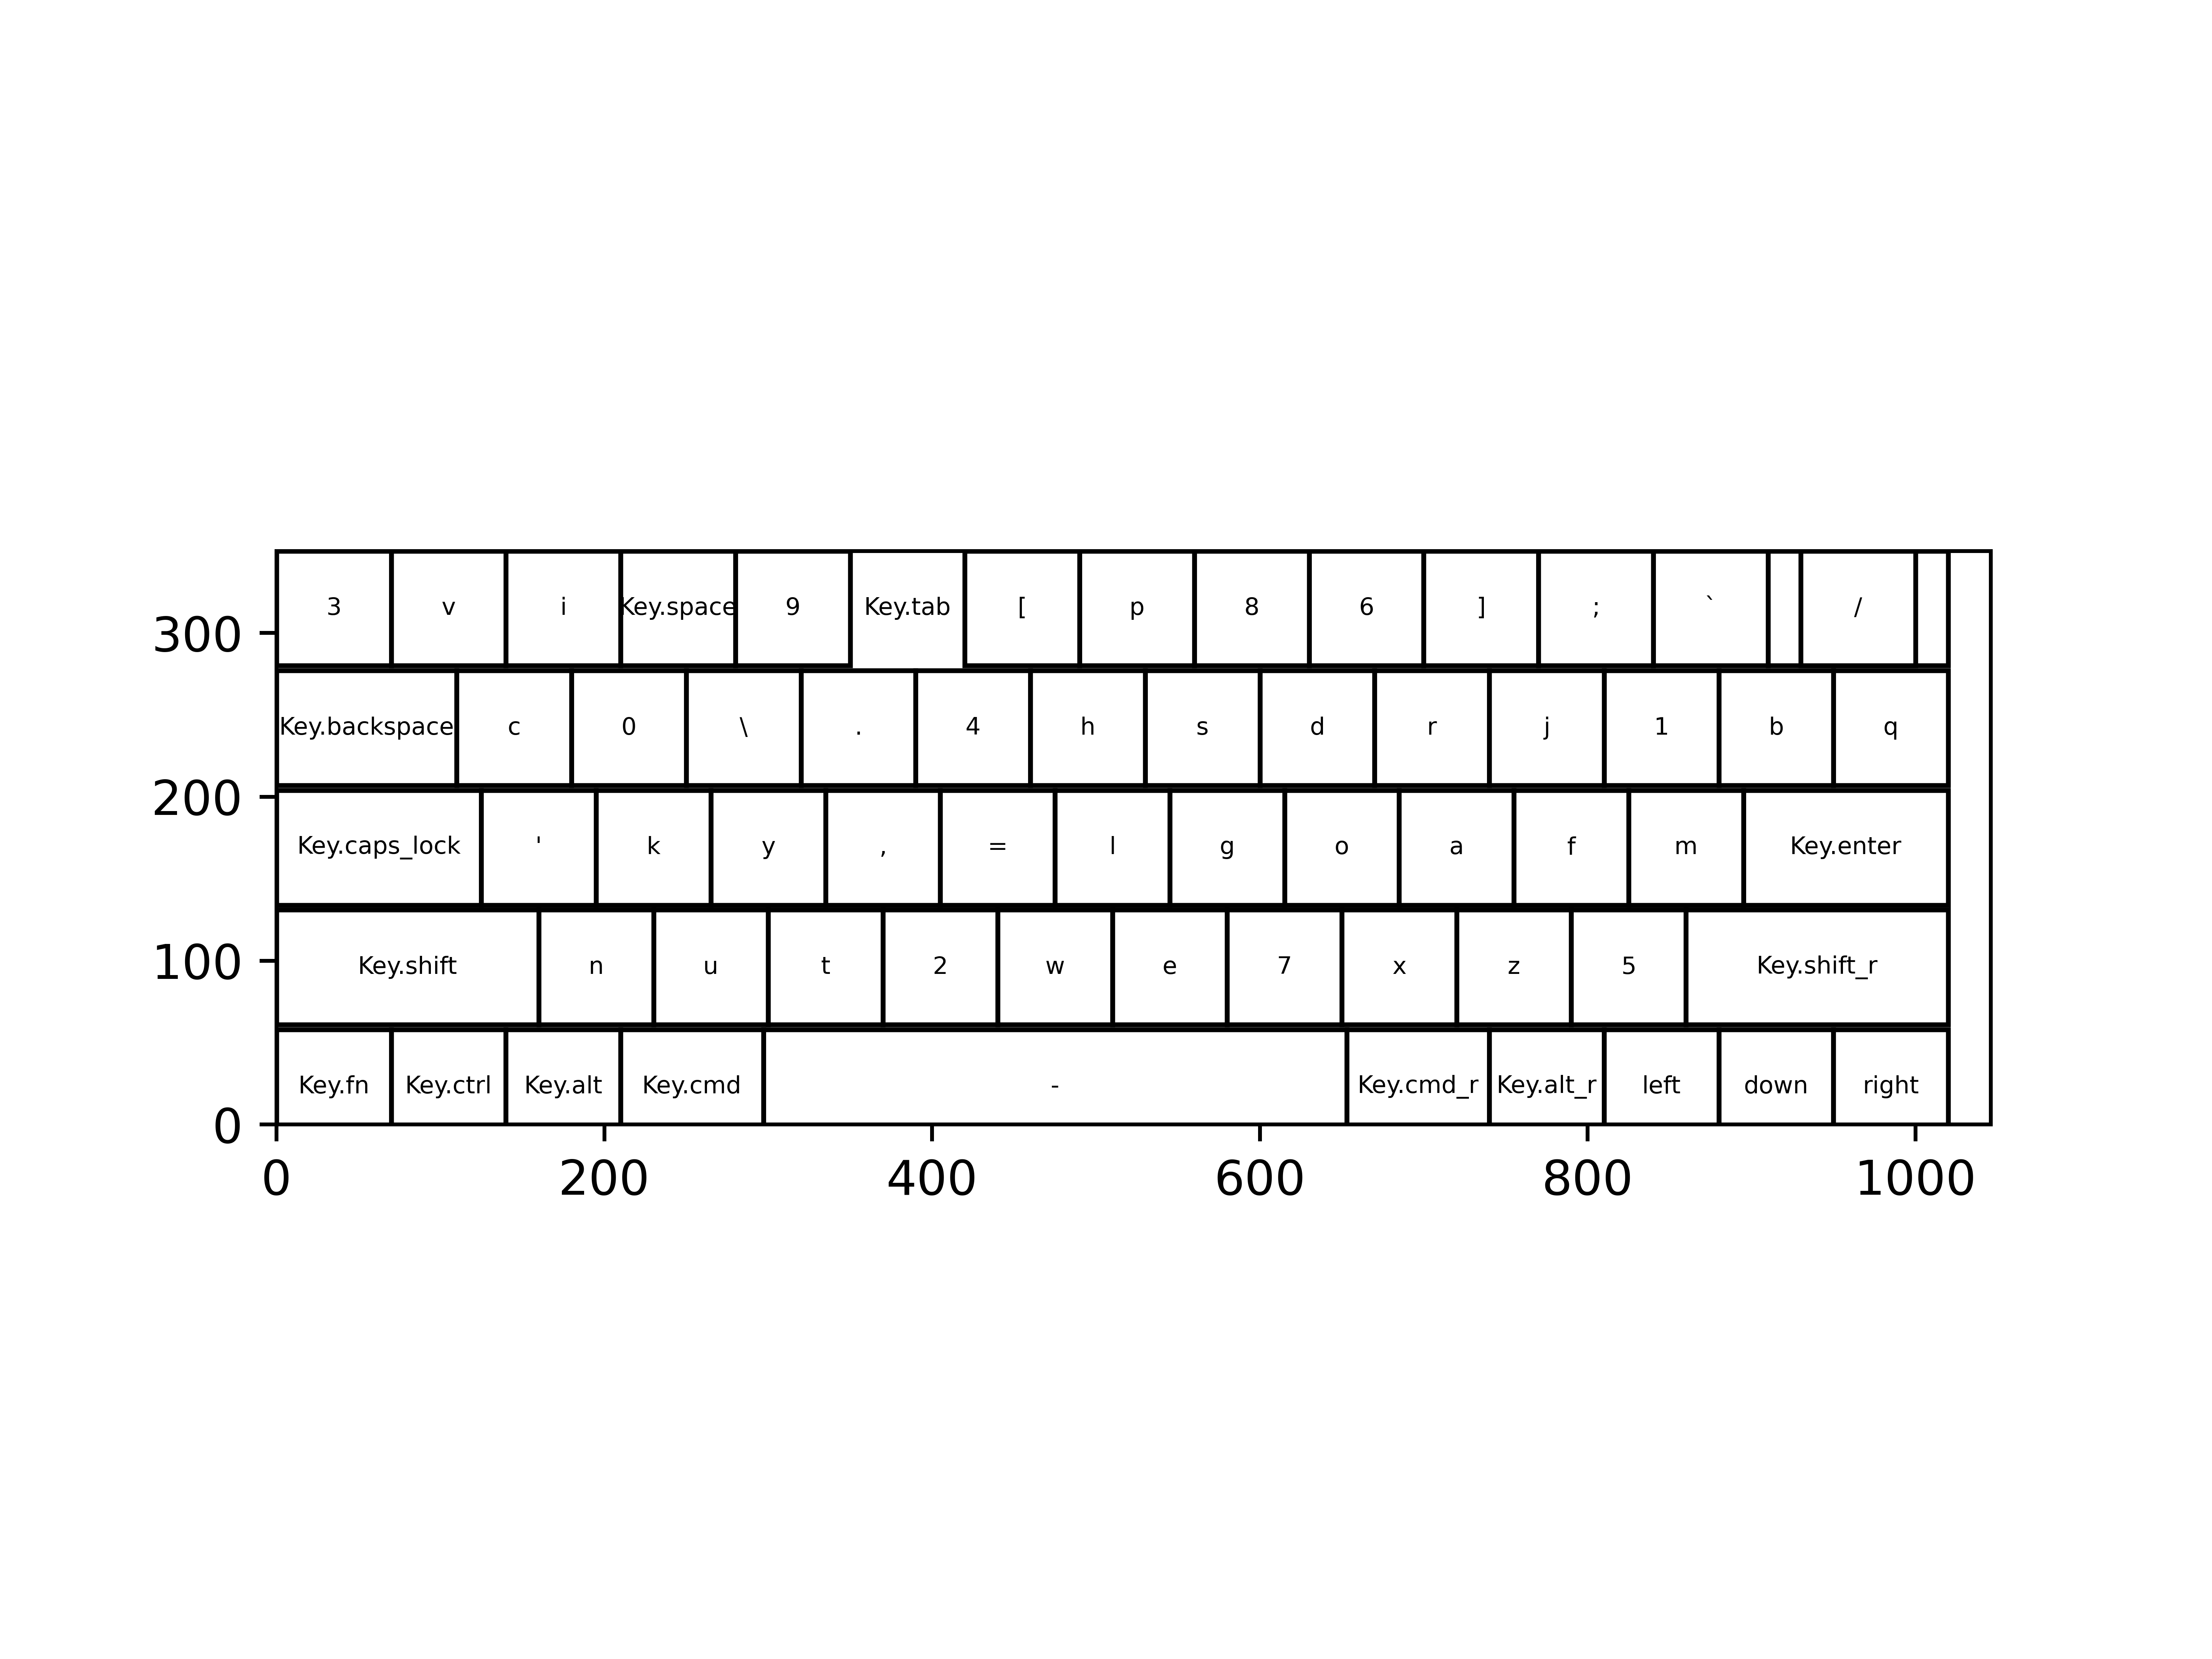 3 v i Key.space 9 Key.tab [ p 8 6 ] ; ` /
300
Key.backspace c 0 \ . 4 h s d r j 1 b q
200
Key.caps_lock ' k y , = l g o a f m Key.enter
100
Key.shift n u t 2 w e 7 x z 5 Key.shift_r
Key.fn Key.ctrl Key.alt Key.cmd - Key.cmd_r Key.alt_r left down right
0
0 200 400 600 800 1000